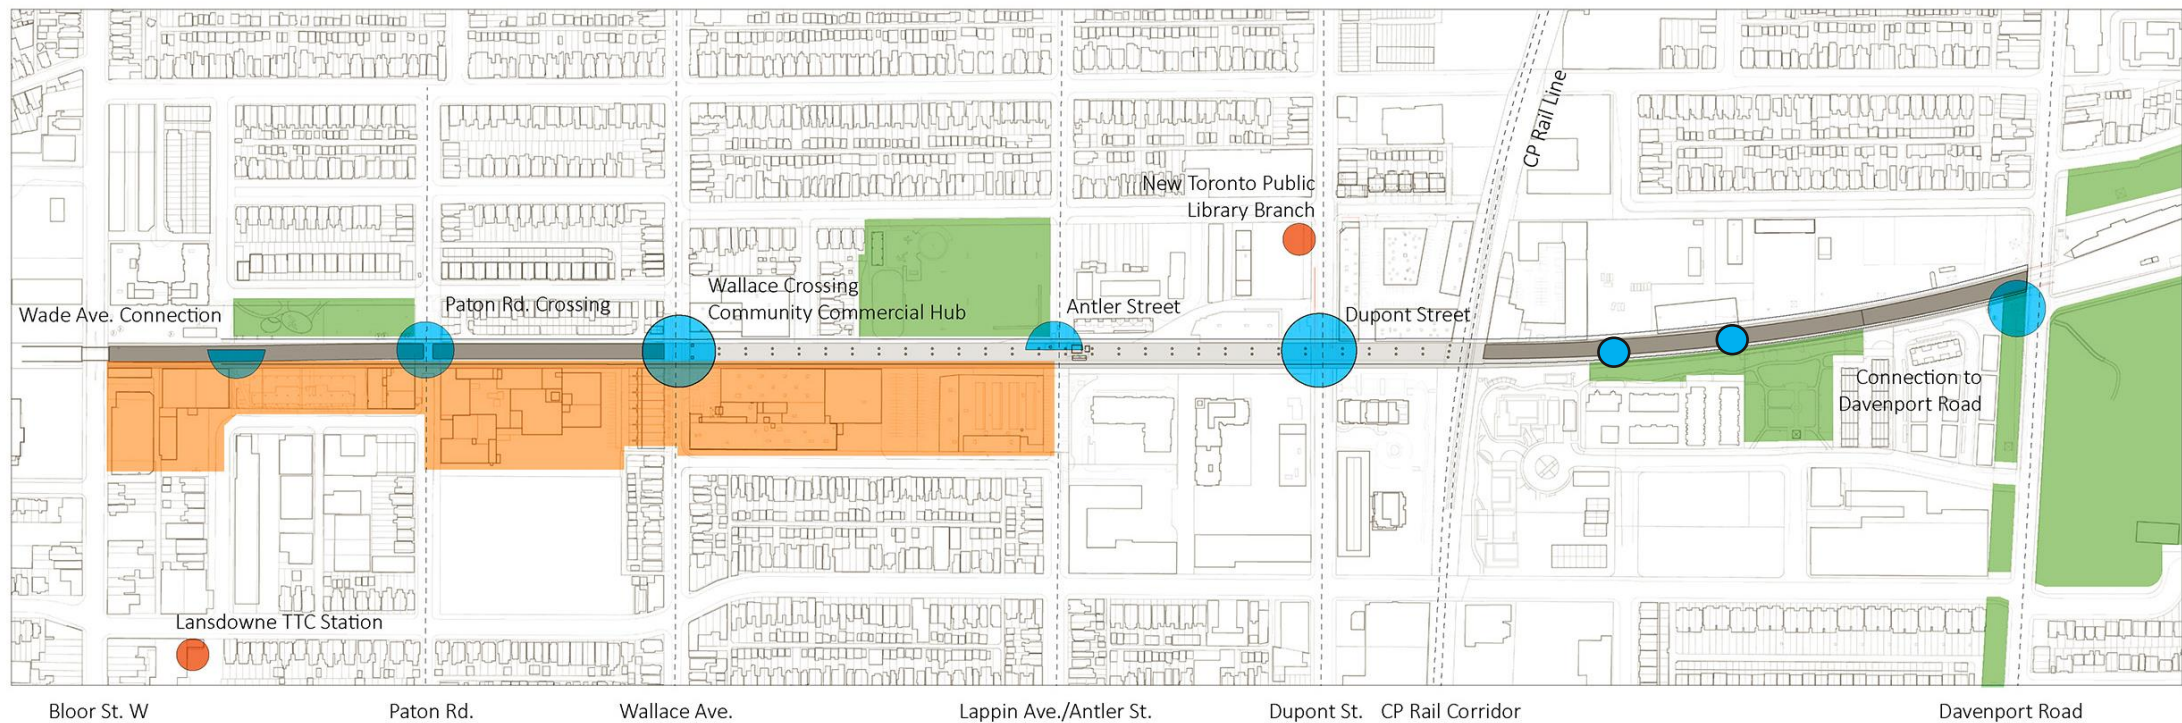 CP Rail Line
New Toronto Public
Library Branch
Wade Ave. Connection
Paton Rd. Crossing
Wallace Crossing
Community Commercial Hub
Antler Street
Dupont Street
Connection to
Davenport Road
Lansdowne TTC Station
Bloor St. W
Paton Rd.
Wallace Ave.
Lappin Ave./Antler St.
Dupont St.
CP Rail Corridor
Davenport Road